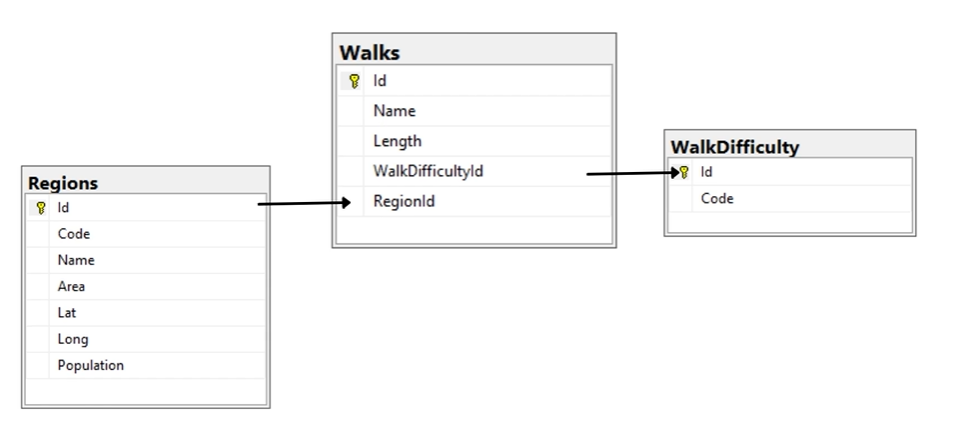 Regions
Id
Code
Name
Area
Lat
Long
Population
Walks
Id
Name
Length
WalkDifficultyId
RegionId
WalkDifficulty
Id
Code